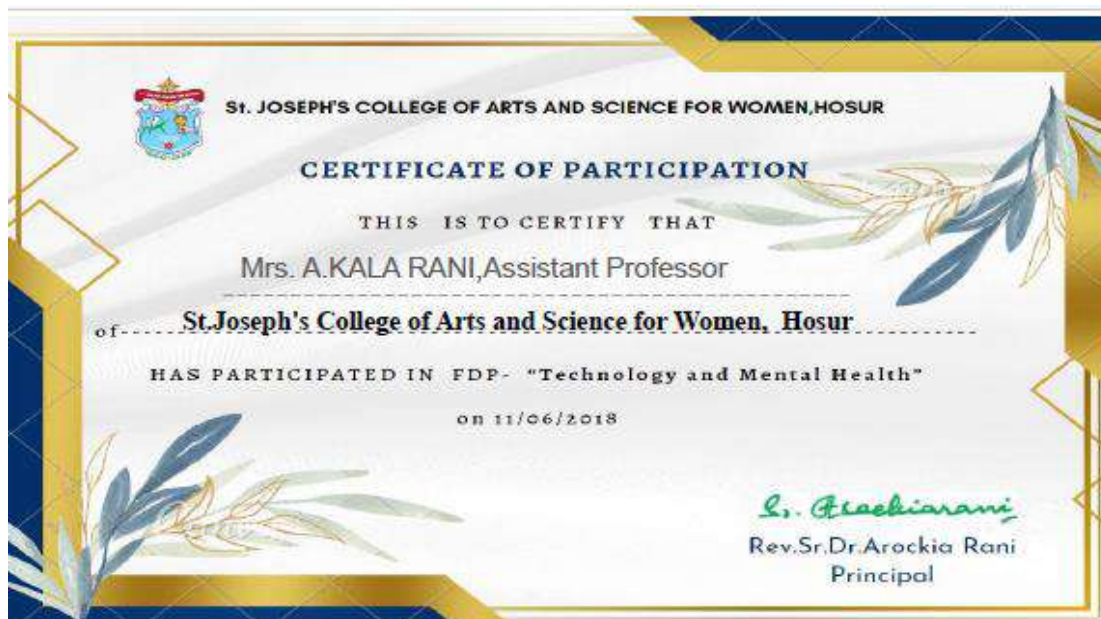 St. JOSEPH'S COLLEGE OF ARTS AND SCIENCE FOR WOMEN,HOSUR
CERTIFICATE OF PARTICIPATION
THIS IS TO CERTIFY THAT
Mrs. A.KALA RANI,Assistant Professor
of St.Joseph's College of Arts and Science for Women, Hosur
HAS PARTICIPATED IN FDP- "Technology and Mental Health"
on 11/06/2018
Rev.Sr.Dr.Arockia Rani
Principal